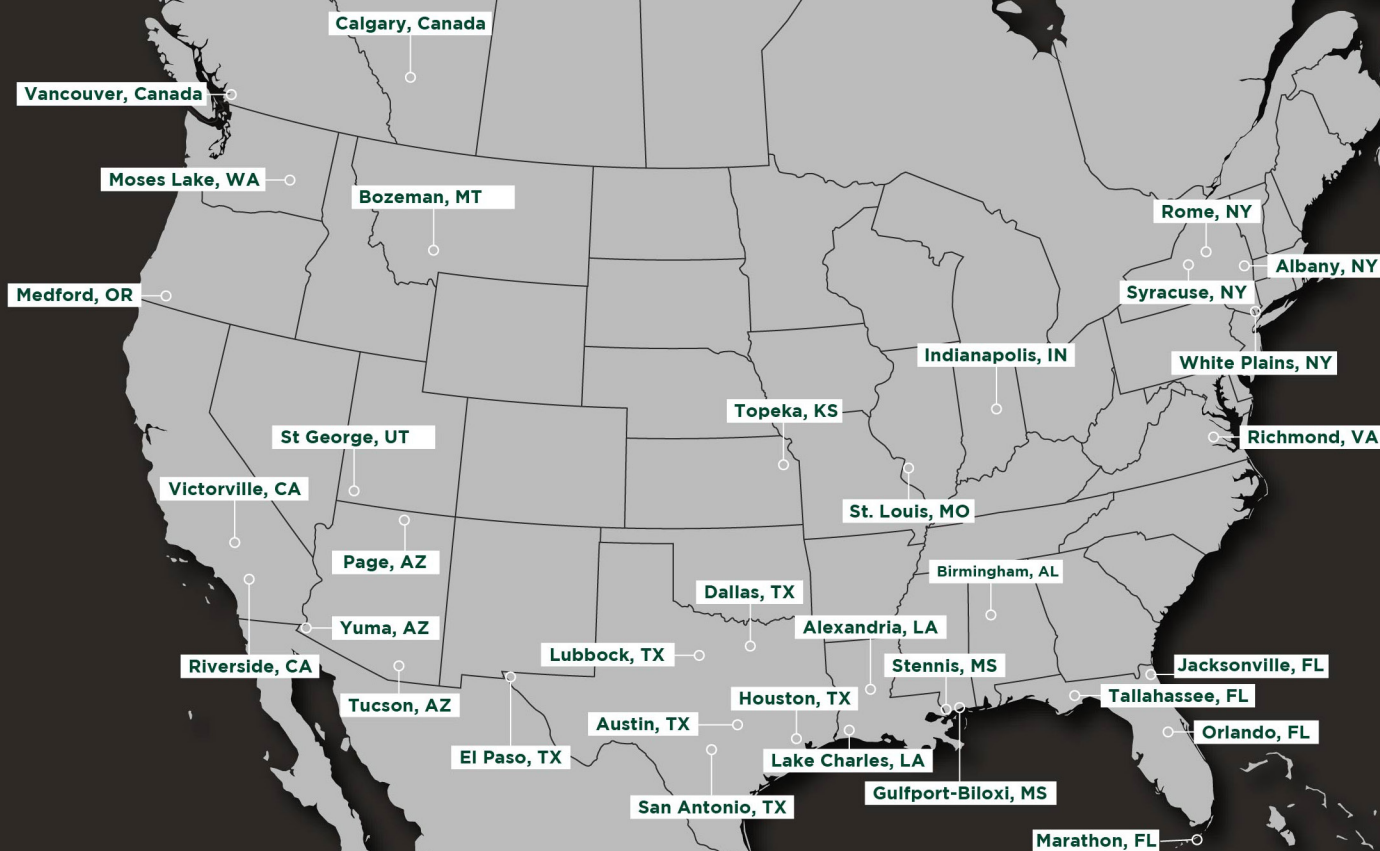 Calgary, Canada
Vancouver, Canada
Moses Lake, WA
Bozeman, MT
Rome, NY
Albany, NY
Medford, OR
Syracuse, NY
Indianapolis, IN
White Plains, NY
Topeka, KS
St George, UT
Richmond, VA
Victorville, CA
St. Louis, MO
Page, AZ
Birmingham, AL
Dallas, TX
Yuma, AZ
Alexandria, LA
Lubbock, TX
Riverside, CA
Stennis, MS
Jacksonville, FL
Tucson, AZ
Houston, TX
Tallahassee, FL
Austin, TX
Orlando, FL
El Paso, TX
Lake Charles, LA
Gulfport-Biloxi, MS
San Antonio, TX
Marathon, FL